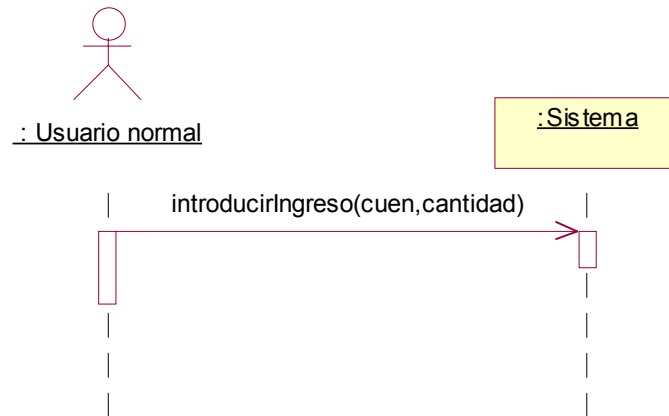 : Usuario normal
:Sistema
introducirIngreso(cuen,cantidad)